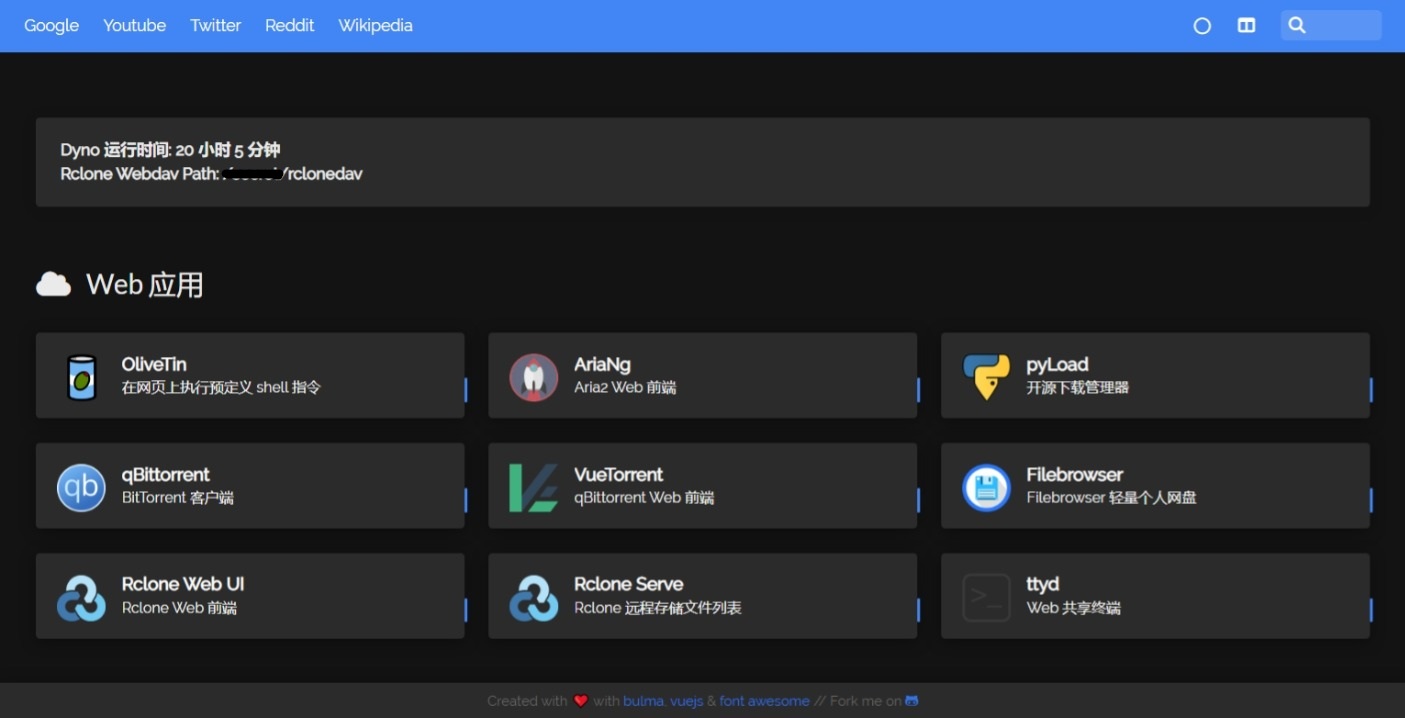 Google Youtube Twitter Reddit Wikipedia
Dyno 运行时间: 20 小时 5 分钟
Rclone Webdav Path: /rclonedav
Web 应用
OliveTin
在网页上执行预定义 shell 指令
AriaNg
Aria2 Web 前端
pyLoad
开源下载管理器
qBittorrent
BitTorrent 客户端
VueTorrent
qBittorrent Web 前端
Filebrowser
Filebrowser 轻量个人网盘
Rclone Web UI
Rclone Web 前端
Rclone Serve
Rclone 远程存储文件列表
ttyd
Web 共享终端
Created with ❤️ with bulma, vuejs & font awesome // Fork me on